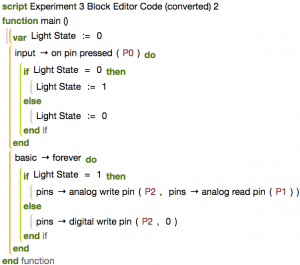 script Experiment 3 Block Editor Code (converted) 2
function main ()
var Light State := 0
input → on pin pressed ( P0 ) do
if Light State = 0 then
Light State := 1
else
Light State := 0
end if
end
basic → forever do
if Light State = 1 then
pins → analog write pin ( P2 , pins → analog read pin ( P1 ) )
else
pins → digital write pin ( P2 , 0 )
end if
end
end function